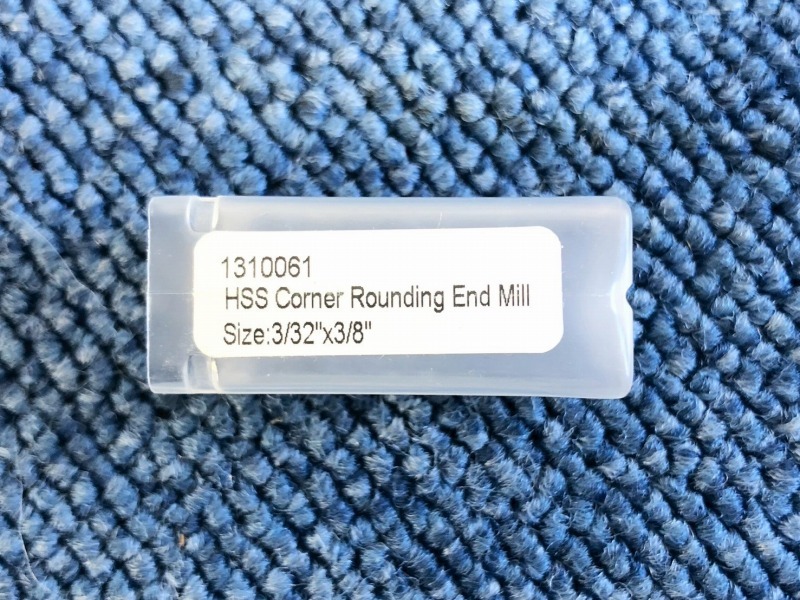 1310061
HSS Corner Rounding End Mill
Size:3/32"x3/8"